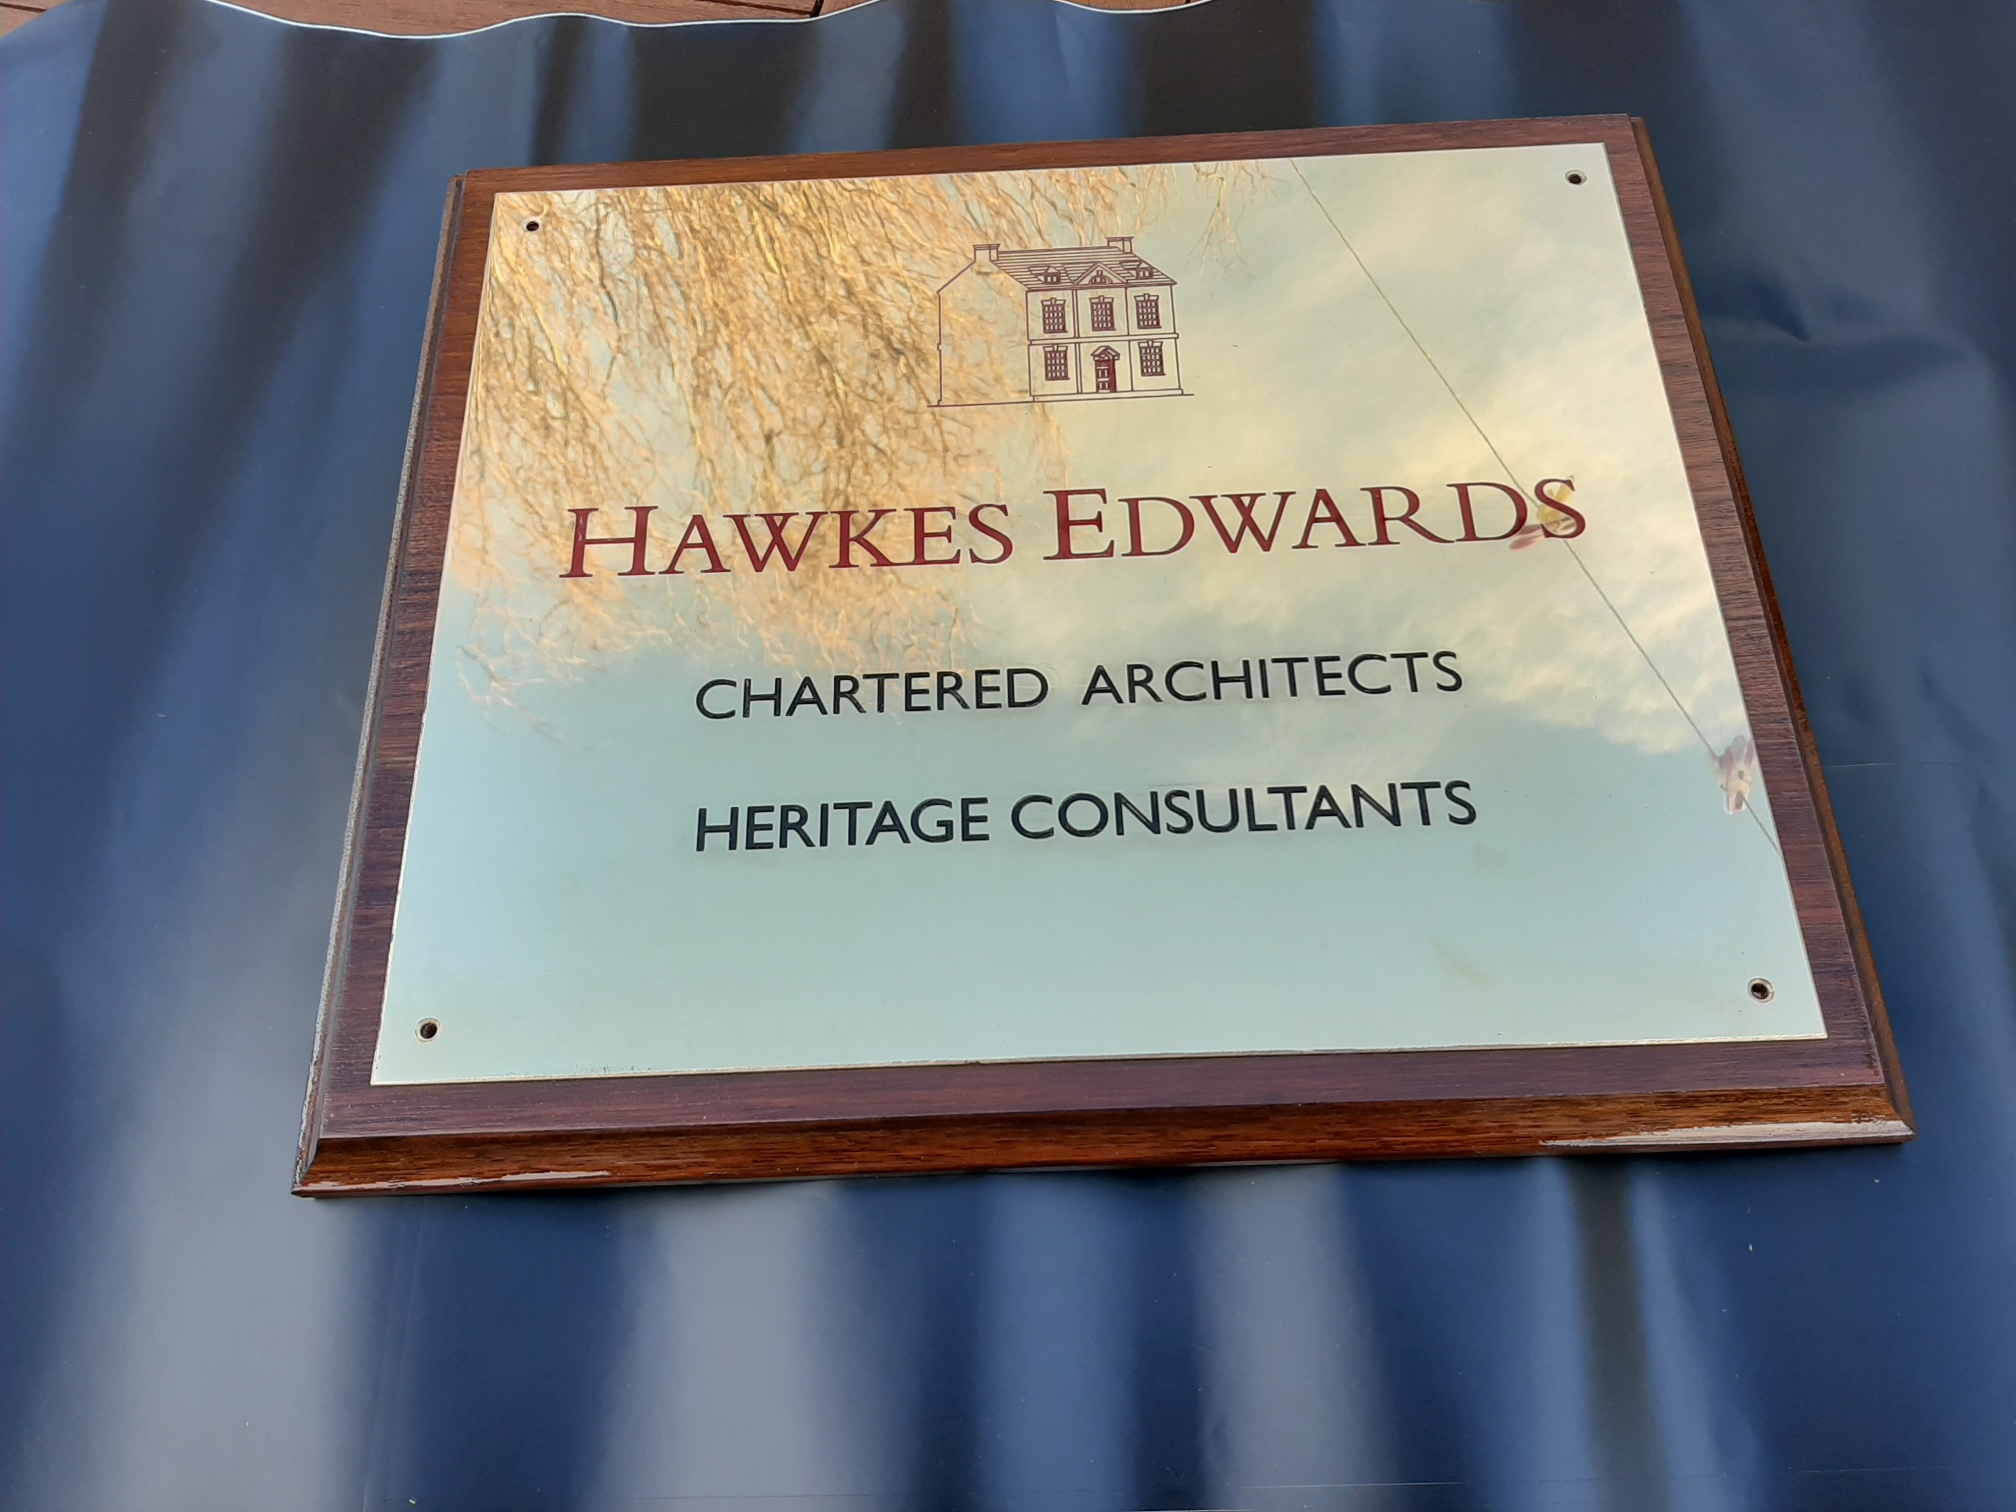 HAWKES EDWARDS
CHARTERED ARCHITECTS
HERITAGE CONSULTANTS